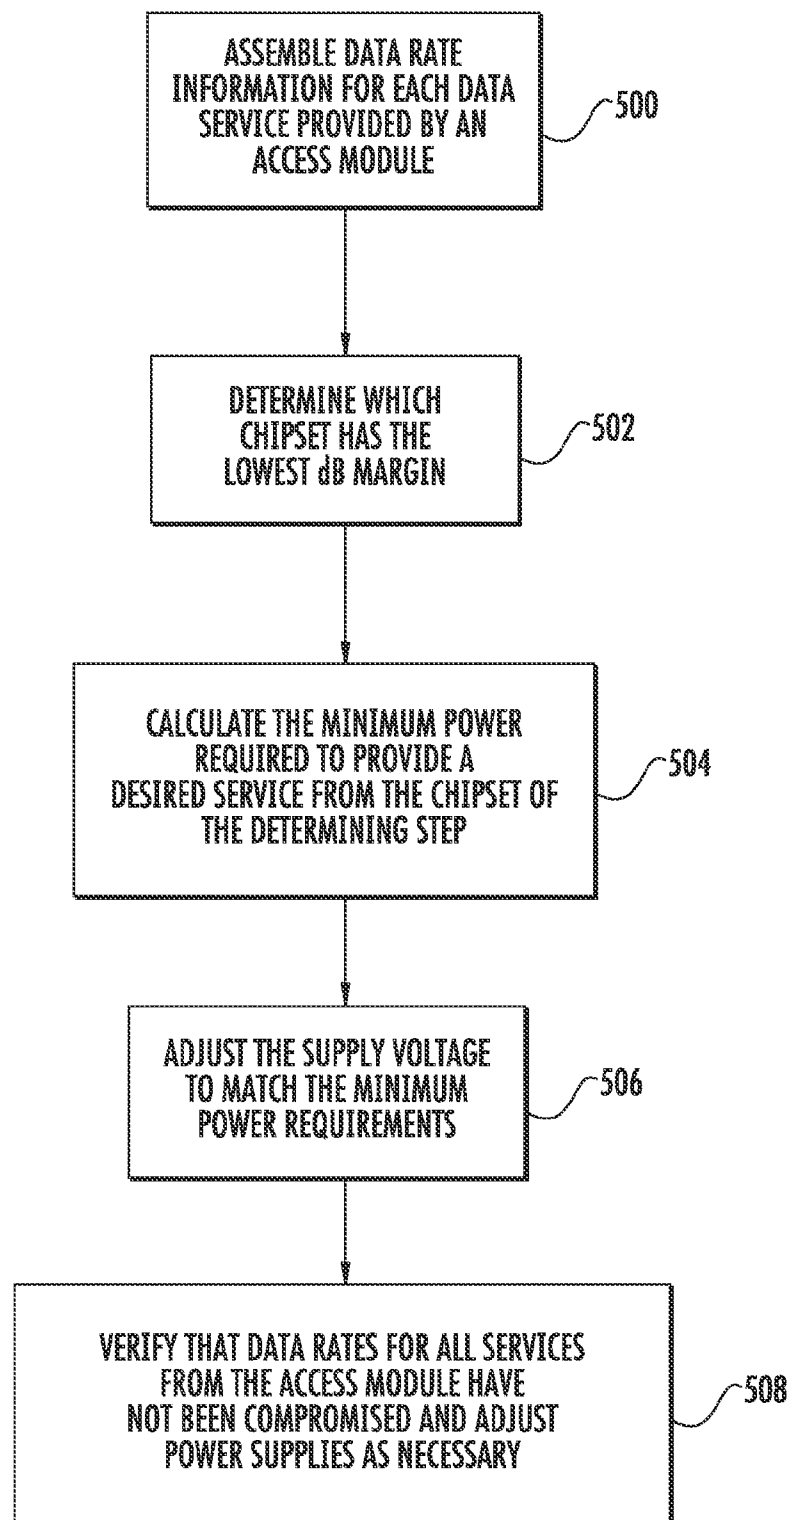 ASSEMBLE DATA RATE
INFORMATION FOR EACH DATA
SERVICE PROVIDED BY AN
ACCESS MODULE
500
DETERMINE WHICH
CHIPSET HAS THE
LOWEST dB MARGIN
502
CALCULATE THE MINIMUM POWER
REQUIRED TO PROVIDE A
DESIRED SERVICE FROM THE CHIPSET OF
THE DETERMINING STEP
504
ADJUST THE SUPPLY VOLTAGE
TO MATCH THE MINIMUM
POWER REQUIREMENTS
506
VERIFY THAT DATA RATES FOR ALL SERVICES
FROM THE ACCESS MODULE HAVE
NOT BEEN COMPROMISED AND ADJUST
POWER SUPPLIES AS NECESSARY
508